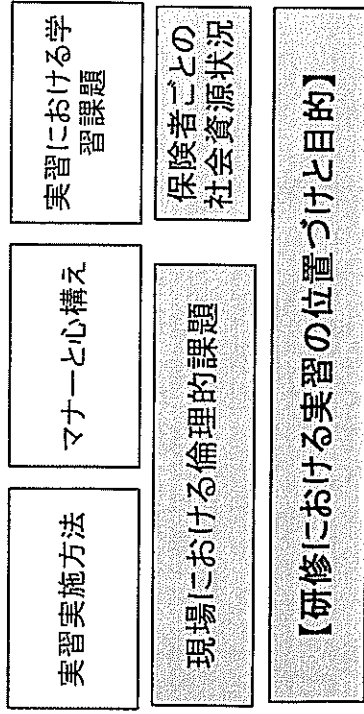 実習実施方法
マナーと心構え
実習における学
習課題
現場における倫理的課題
保険者ごとの
社会資源状況
【研修における実習の位置づけと目的】